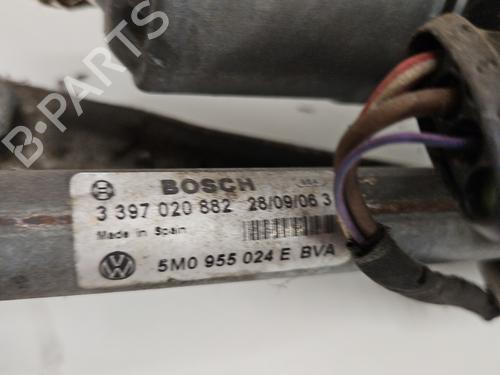 B-PARTS
BOSCH
3 397 020 882 28/09/06 3
Made in Spain
5M0 955 024 E BVA